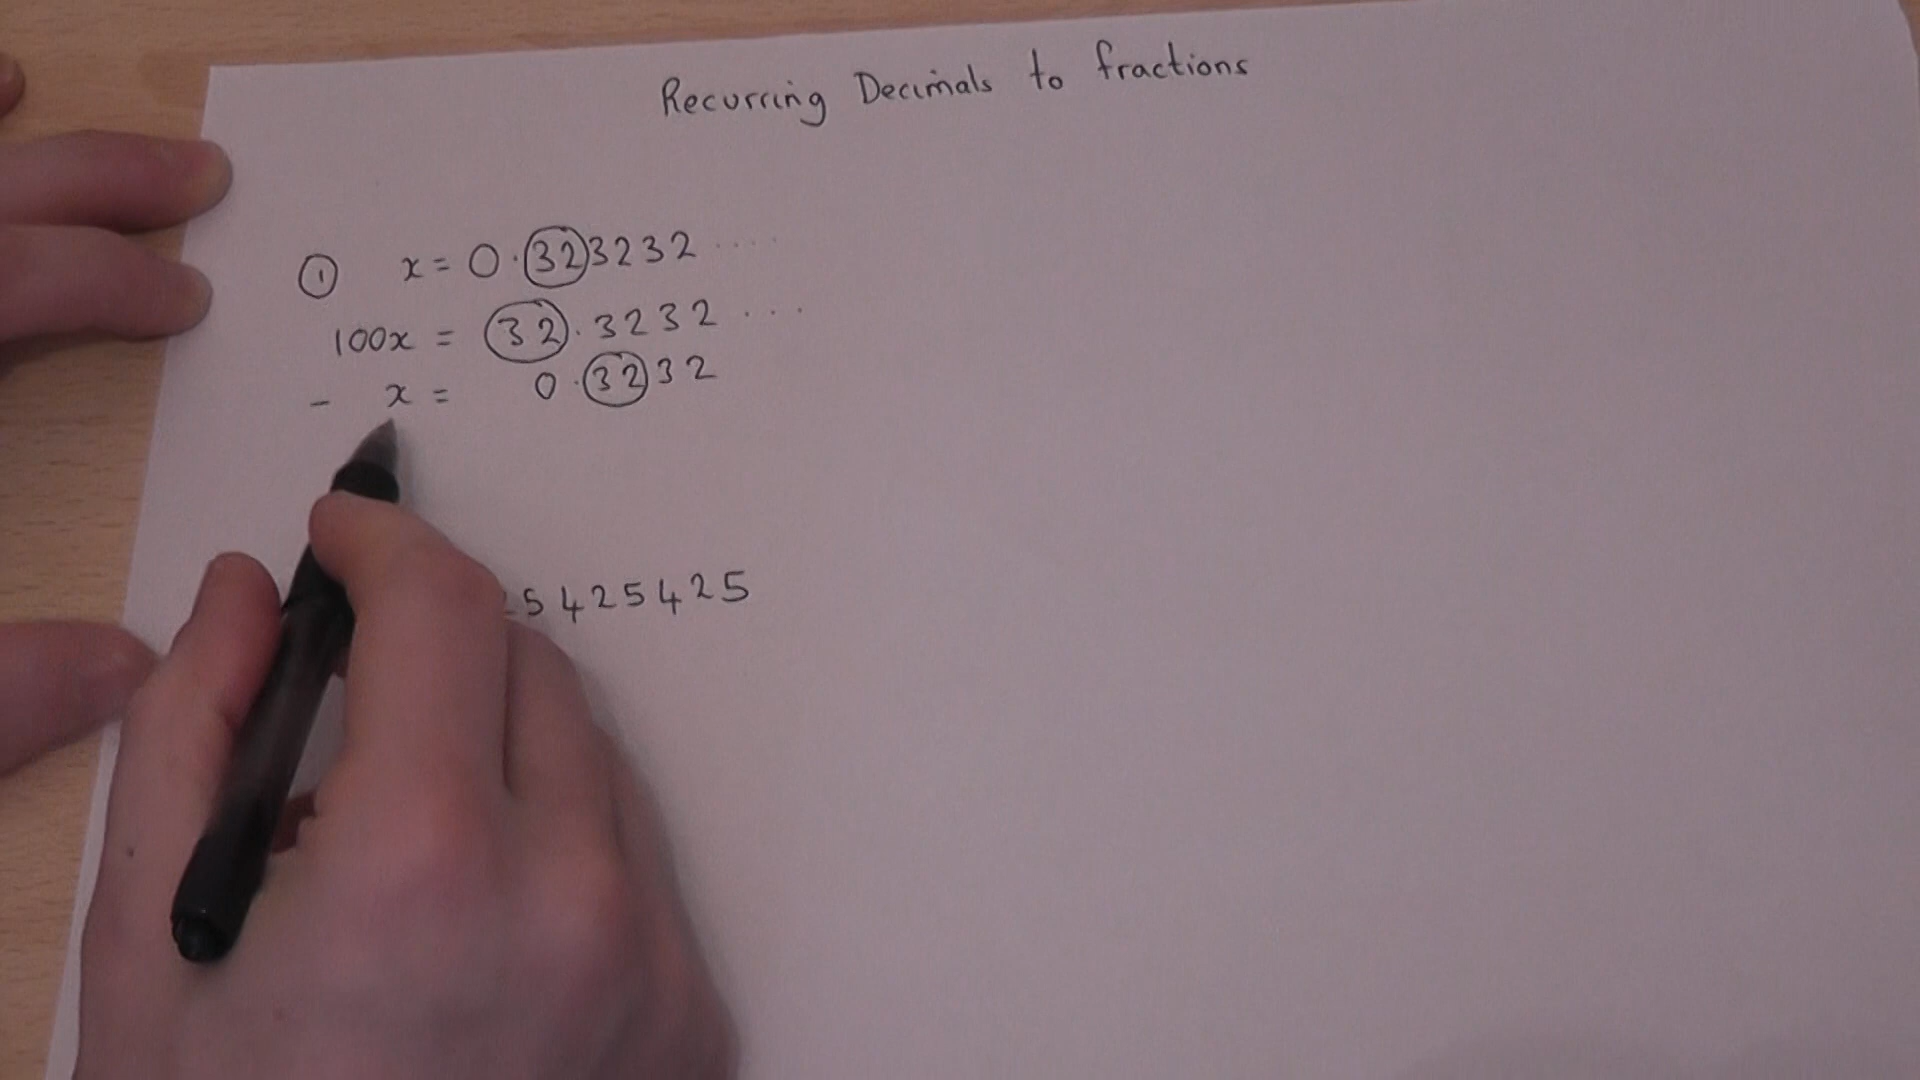 Recurring Decimals to fractions
① x = 0.323232 ....
100x = 32.3232 ...
- x = 0.3232
5425425